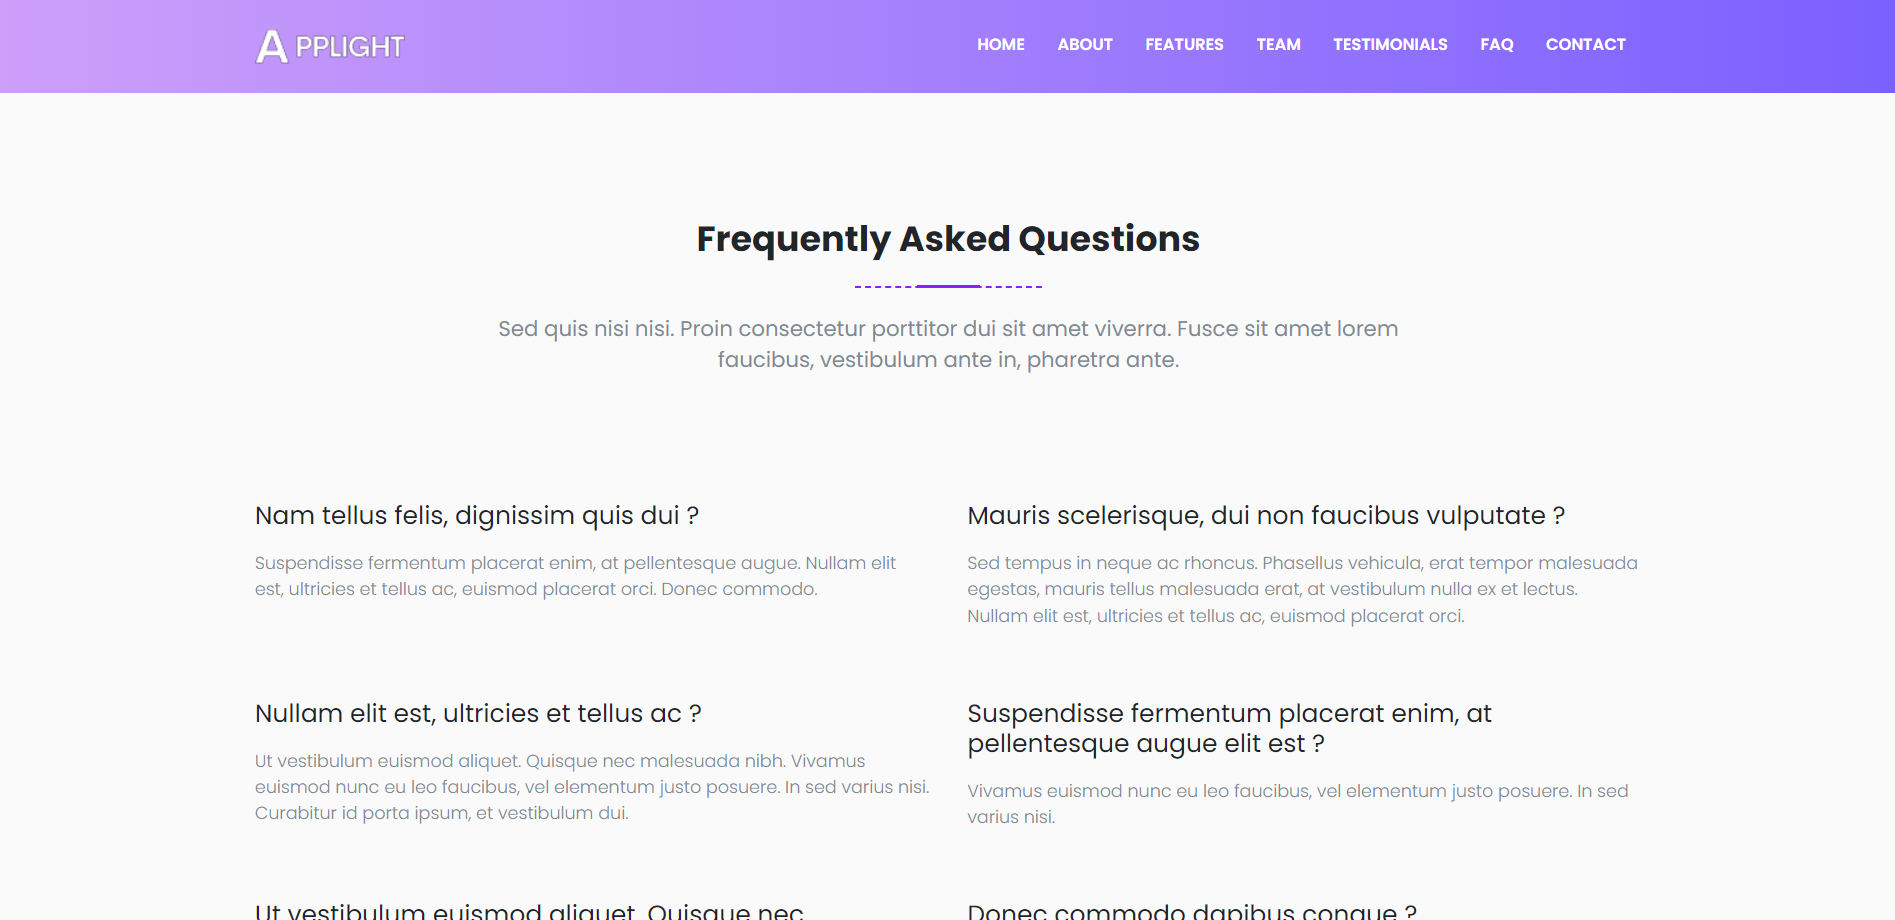 APPLIGHT
HOME ABOUT FEATURES TEAM TESTIMONIALS FAQ CONTACT
Frequently Asked Questions
Sed quis nisi nisi. Proin consectetur porttitor dui sit amet viverra. Fusce sit amet lorem
faucibus, vestibulum ante in, pharetra ante.
Nam tellus felis, dignissim quis dui ?
Suspendisse fermentum placerat enim, at pellentesque augue. Nullam elit
est, ultricies et tellus ac, euismod placerat orci. Donec commodo.
Mauris scelerisque, dui non faucibus vulputate ?
Sed tempus in neque ac rhoncus. Phasellus vehicula, erat tempor malesuada
egestas, mauris tellus malesuada erat, at vestibulum nulla ex et lectus.
Nullam elit est, ultricies et tellus ac, euismod placerat orci.
Nullam elit est, ultricies et tellus ac ?
Ut vestibulum euismod aliquet. Quisque nec malesuada nibh. Vivamus
euismod nunc eu leo faucibus, vel elementum justo posuere. In sed varius nisi.
Curabitur id porta ipsum, et vestibulum dui.
Suspendisse fermentum placerat enim, at
pellentesque augue elit est ?
Vivamus euismod nunc eu leo faucibus, vel elementum justo posuere. In sed
varius nisi.
Ut vestibulum euismod aliquet. Quisque nec
Donec commodo dapibus congue ?